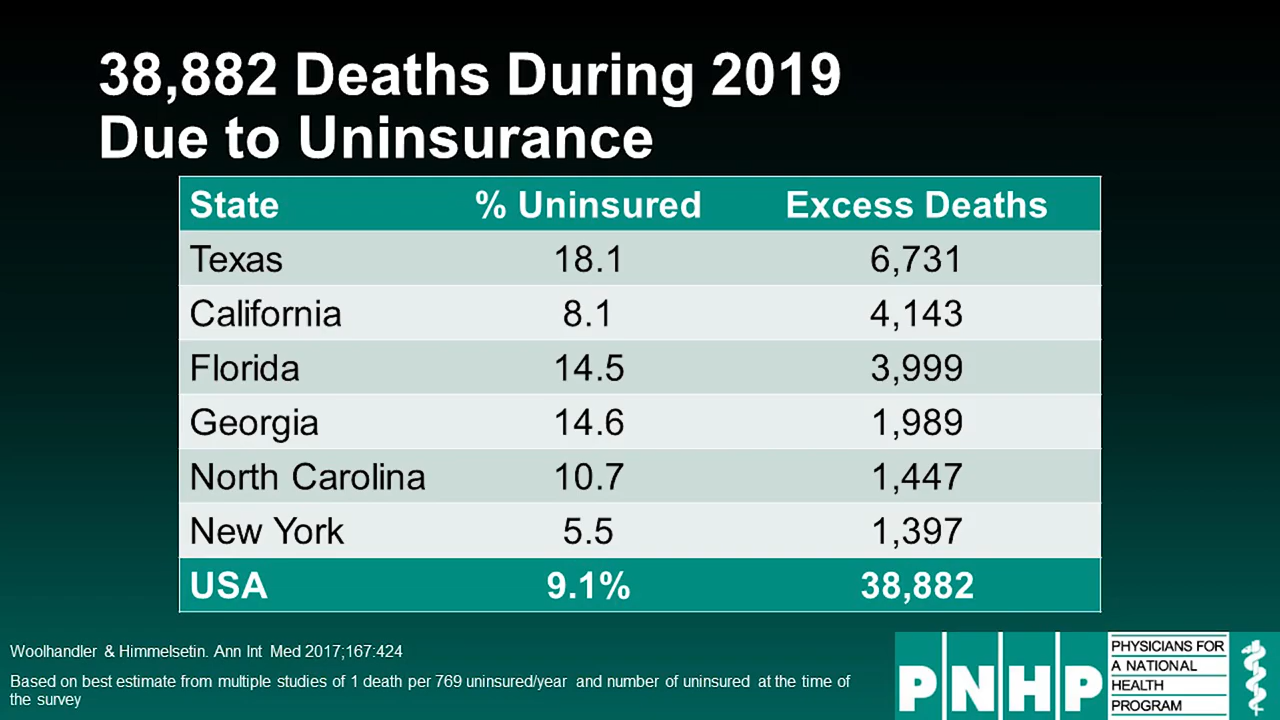 38,882 Deaths During 2019
Due to Uninsurance
State % Uninsured Excess Deaths
Texas 18.1 6,731
California 8.1 4,143
Florida 14.5 3,999
Georgia 14.6 1,989
North Carolina 10.7 1,447
New York 5.5 1,397
USA 9.1% 38,882
Woolhandler & Himmelsetin. Ann Int Med 2017;167:424
Based on best estimate from multiple studies of 1 death per 769 uninsured/year and number of uninsured at the time of
the survey
PNHP
PHYSICIANS FOR
A NATIONAL
HEALTH
PROGRAM